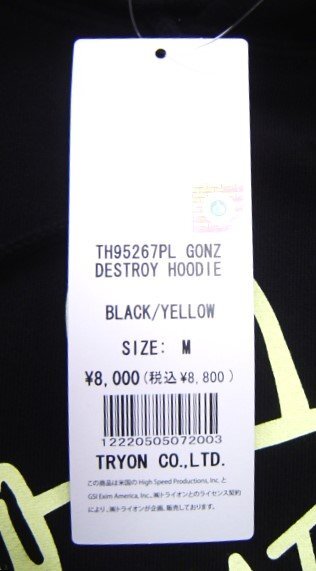 TH95267PL GONZ
DESTROY HOODIE
BLACK/YELLOW
SIZE: M
¥8,000(税込¥8,800)
12220505072003
TRYON CO.,LTD.
この商品は米国の High Speed Productions, Inc. と
GSI Exim America, Inc., ㈱トライオンとのライセンス契約
により、㈱トライオンが企画、販売しております。